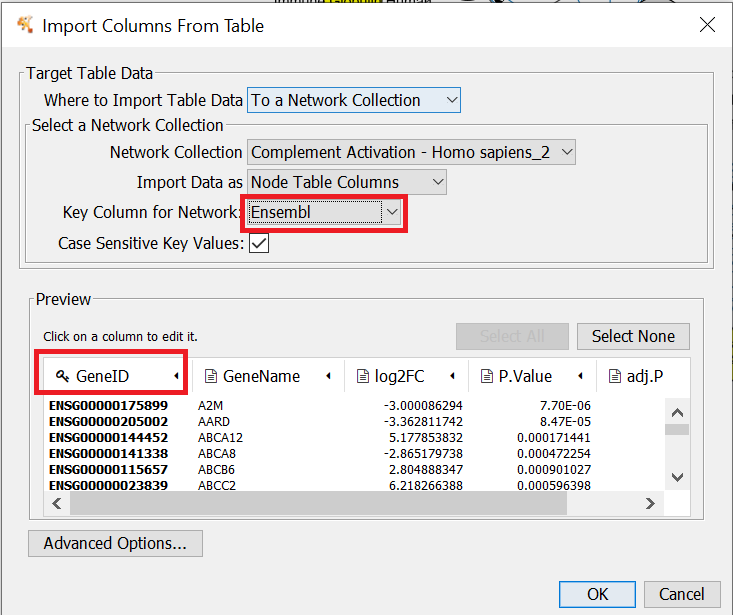 Import Columns From Table
Target Table Data
Where to Import Table Data To a Network Collection
Select a Network Collection
Network Collection Complement Activation - Homo sapiens_2
Import Data as Node Table Columns
Key Column for Network: Ensembl
Case Sensitive Key Values:
Preview
Click on a column to edit it.
Select All Select None
GeneID GeneName log2FC P.Value adj.P
ENSG00000175899 A2M -3.000086294 7.70E-06
ENSG00000205002 AARD -3.362811742 8.47E-05
ENSG00000144452 ABCA12 5.177853832 0.000171441
ENSG00000141338 ABCA8 -2.865179738 0.000472254
ENSG00000115657 ABCB6 2.804888347 0.000901027
ENSG00000023839 ABCC2 6.218266388 0.000596398
Advanced Options...
OK Cancel